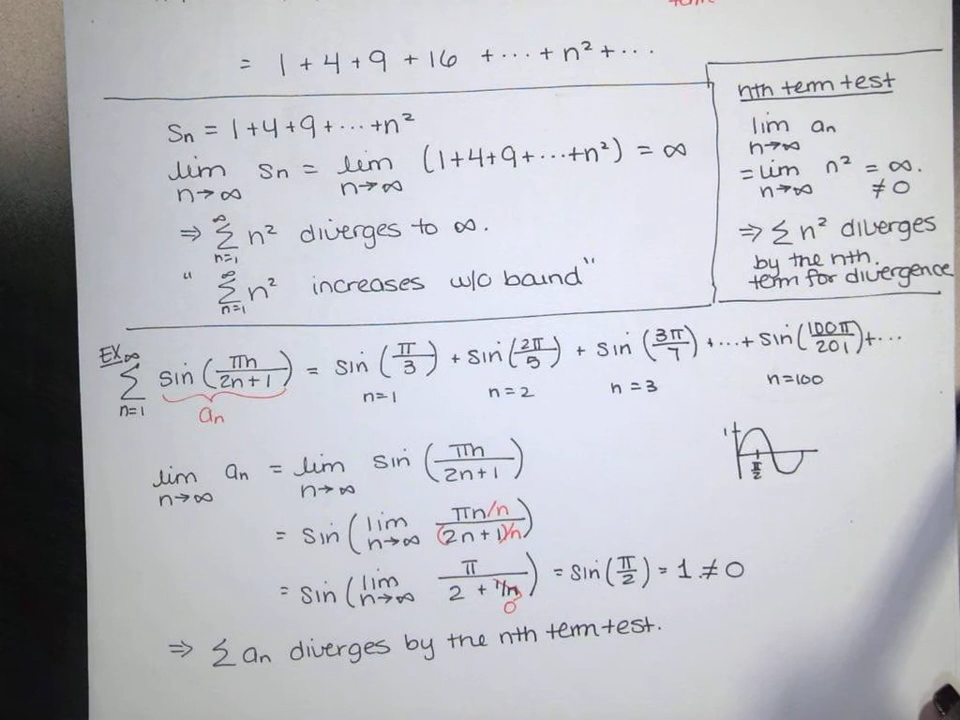 = 1 + 4 + 9 + 16 + ··· + n² + ···
Sn = 1+4+9+···+n²
lim n→∞ Sn = lim n→∞ (1+4+9+···+n²) = ∞
⇒ ∞ Σ n=1 n² diverges to ∞.
" ∞ Σ n=1 n² increases w/o bound"
nth term test
lim n→∞ an
= lim n→∞ n² = ∞.
≠ 0
⇒ Σ n² diverges
by the nth.
term for divergence
EX ∞ Σ n=1 sin(πn/(2n+1)) = sin(π/3) + sin(2π/5) + sin(3π/7) + ··· + sin(100π/201) + ···
an n=1 n=2 n=3 n=100
1 π/2
lim n→∞ an = lim n→∞ sin(πn/(2n+1))
= sin(lim n→∞ (πn/n)/((2n+1)/n))
= sin(lim n→∞ π/(2 + 1/n)) = sin(π/2) = 1 ≠ 0
0
⇒ Σ an diverges by the nth term test.